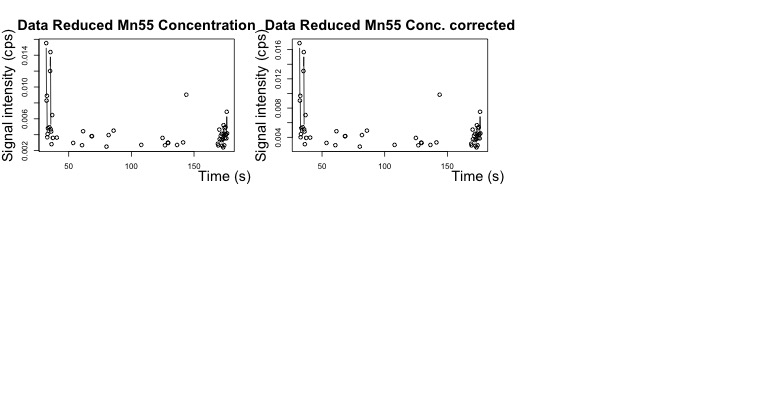 Data Reduced Mn55 Concentration
Signal intensity (cps)
0.014
0.010
0.006
0.002
50
100
150
Time (s)
Data Reduced Mn55 Conc. corrected
Signal intensity (cps)
0.016
0.012
0.008
0.004
50
100
150
Time (s)